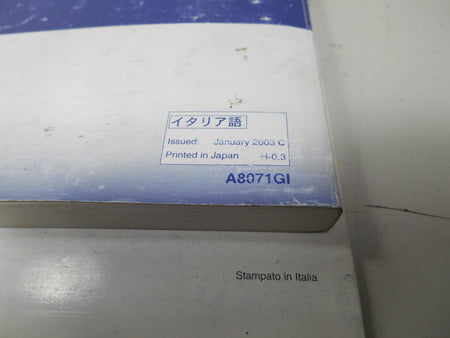 イタリア語
Issued: January 2003 C
Printed in Japan H-0.3
A8071GI
Stampato in Italia